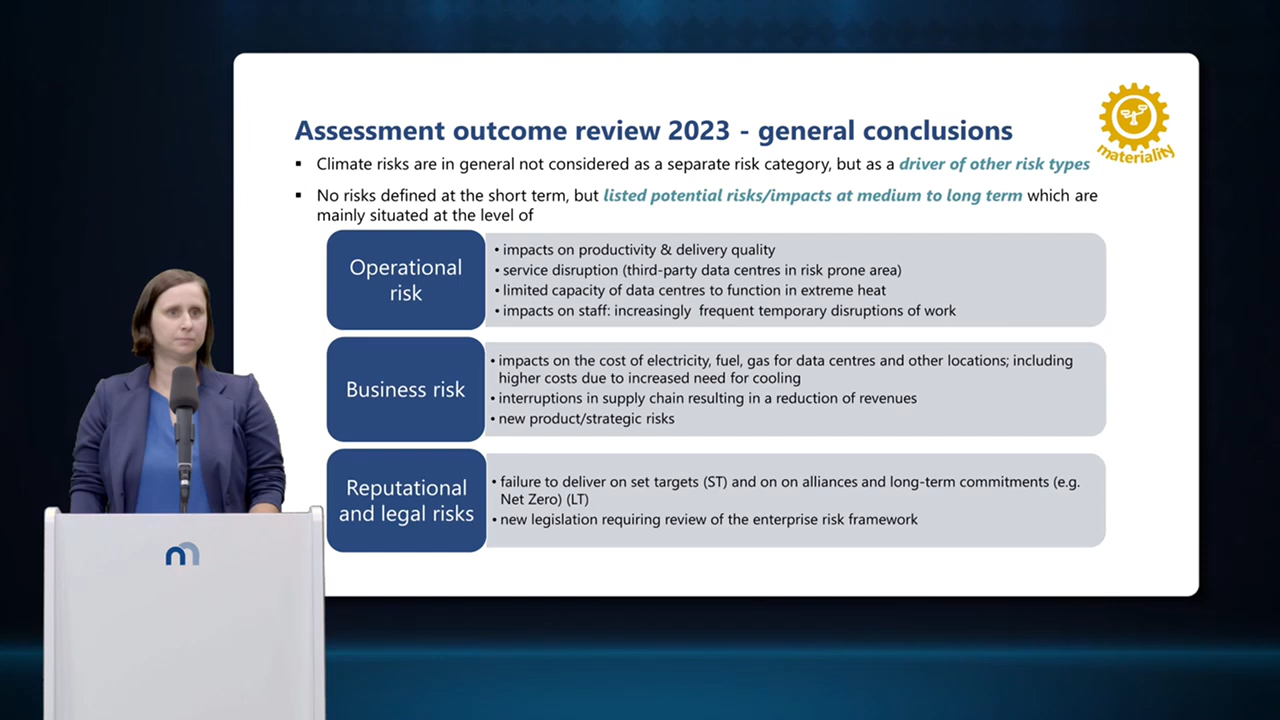 Assessment outcome review 2023 - general conclusions
materiality
▪ Climate risks are in general not considered as a separate risk category, but as a driver of other risk types
▪ No risks defined at the short term, but listed potential risks/impacts at medium to long term which are
mainly situated at the level of
Operational
risk
• impacts on productivity & delivery quality
• service disruption (third-party data centres in risk prone area)
• limited capacity of data centres to function in extreme heat
• impacts on staff: increasingly frequent temporary disruptions of work
Business risk
• impacts on the cost of electricity, fuel, gas for data centres and other locations; including
higher costs due to increased need for cooling
• interruptions in supply chain resulting in a reduction of revenues
• new product/strategic risks
Reputational
and legal risks
• failure to deliver on set targets (ST) and on on alliances and long-term commitments (e.g.
Net Zero) (LT)
• new legislation requiring review of the enterprise risk framework